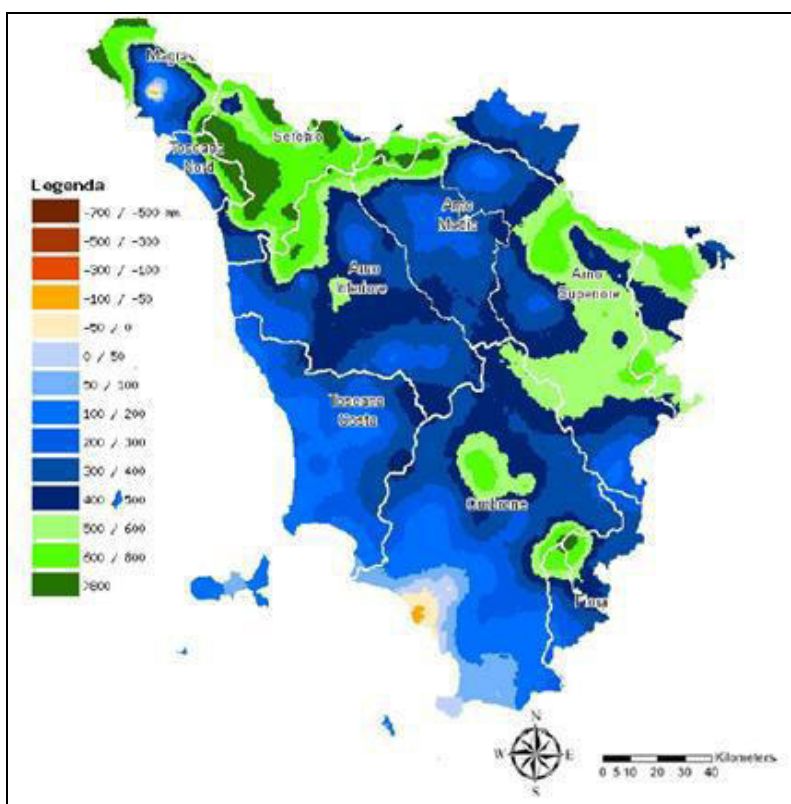 Magras
Toscana
Nord
Serchio
Legenda
-700 / -500 mm
-500 / -300
-300 / -100
-100 / -50
-50 / 0
0 / 50
50 / 100
100 / 200
200 / 300
300 / 400
400 / 500
500 / 600
600 / 800
>800
Arno
Medio
Arno
Inferiore
Arno
Superiore
Toscana
Costa
Ombrone
Fiora
N
W E
S
0 5 10 20 30 40 Kilometers